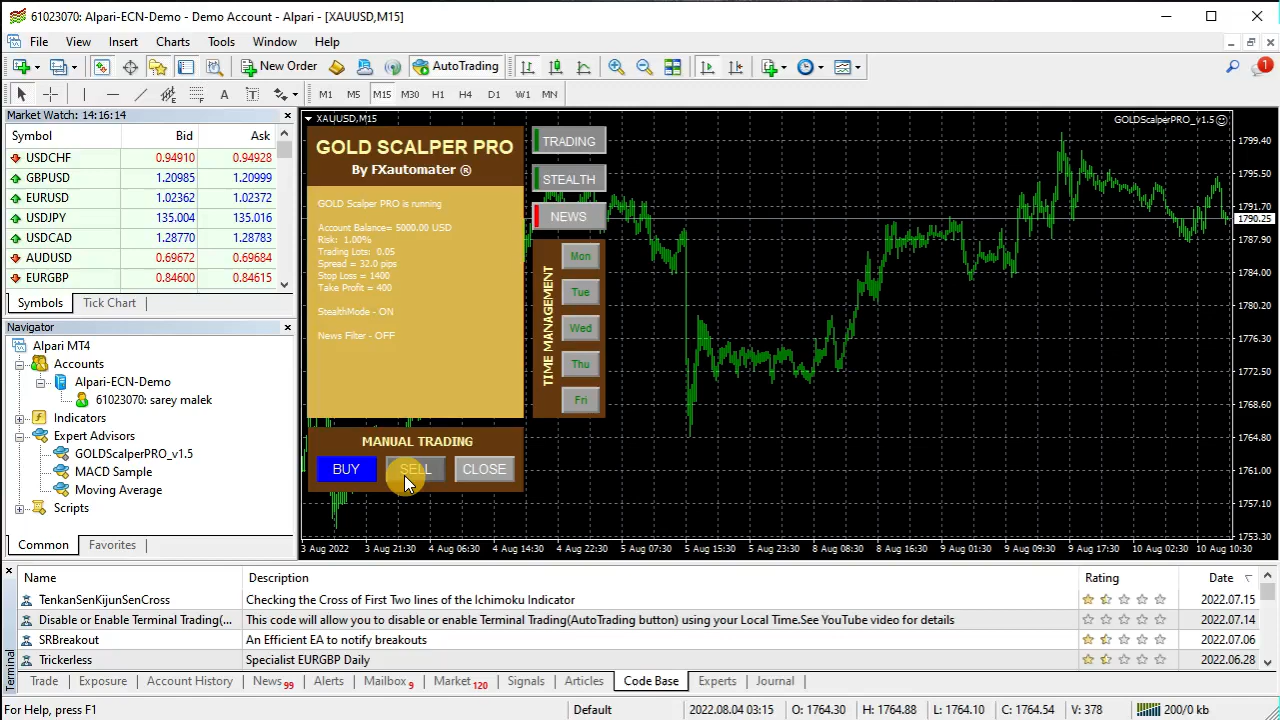 61023070: Alpari-ECN-Demo - Demo Account - Alpari - [XAUUSD,M15]
File View Insert Charts Tools Window Help
New Order AutoTrading 1
A T M1 M5 M15 M30 H1 H4 D1 W1 MN
Market Watch: 14:16:14
Symbol Bid Ask
USDCHF 0.94910 0.94928
GBPUSD 1.20985 1.20999
EURUSD 1.02362 1.02372
USDJPY 135.004 135.016
USDCAD 1.28770 1.28783
AUDUSD 0.69672 0.69684
EURGBP 0.84600 0.84615
Symbols Tick Chart
Navigator
Alpari MT4
Accounts
Alpari-ECN-Demo
61023070: sarey malek
Indicators
Expert Advisors
GOLDScalperPRO_v1.5
MACD Sample
Moving Average
Scripts
Common Favorites
XAUUSD,M15
GOLDScalperPRO_v1.5
GOLD SCALPER PRO
By FXautomater ®
GOLD Scalper PRO is running
Account Balance= 5000.00 USD
Risk: 1.00%
Trading Lots: 0.05
Spread = 32.0 pips
Stop Loss = 1400
Take Profit = 400
StealthMode - ON
News Filter - OFF
TRADING
STEALTH
NEWS
TIME MANAGEMENT
Mon
Tue
Wed
Thu
Fri
MANUAL TRADING
BUY SELL CLOSE
1799.40
1795.50
1791.70
1790.25
1787.90
1784.00
1780.20
1776.30
1772.50
1768.60
1764.80
1761.00
1757.10
1753.30
3 Aug 2022 3 Aug 21:30 4 Aug 06:30 4 Aug 14:30 4 Aug 22:30 5 Aug 07:30 5 Aug 15:30 5 Aug 23:30 8 Aug 08:30 8 Aug 16:30 9 Aug 01:30 9 Aug 09:30 9 Aug 17:30 10 Aug 02:30 10 Aug 10:30
Terminal
Name Description Rating Date
TenkanSenKijunSenCross Checking the Cross of First Two lines of the Ichimoku Indicator 2022.07.15
Disable or Enable Terminal Trading(... This code will allow you to disable or enable Terminal Trading(AutoTrading button) using your Local Time.See YouTube video for details 2022.07.14
SRBreakout An Efficient EA to notify breakouts 2022.07.06
Trickerless Specialist EURGBP Daily 2022.06.28
Trade Exposure Account History News 99 Alerts Mailbox 9 Market 120 Signals Articles Code Base Experts Journal
For Help, press F1 Default 2022.08.04 03:15 O: 1764.30 H: 1764.88 L: 1764.10 C: 1764.54 V: 378 200/0 kb